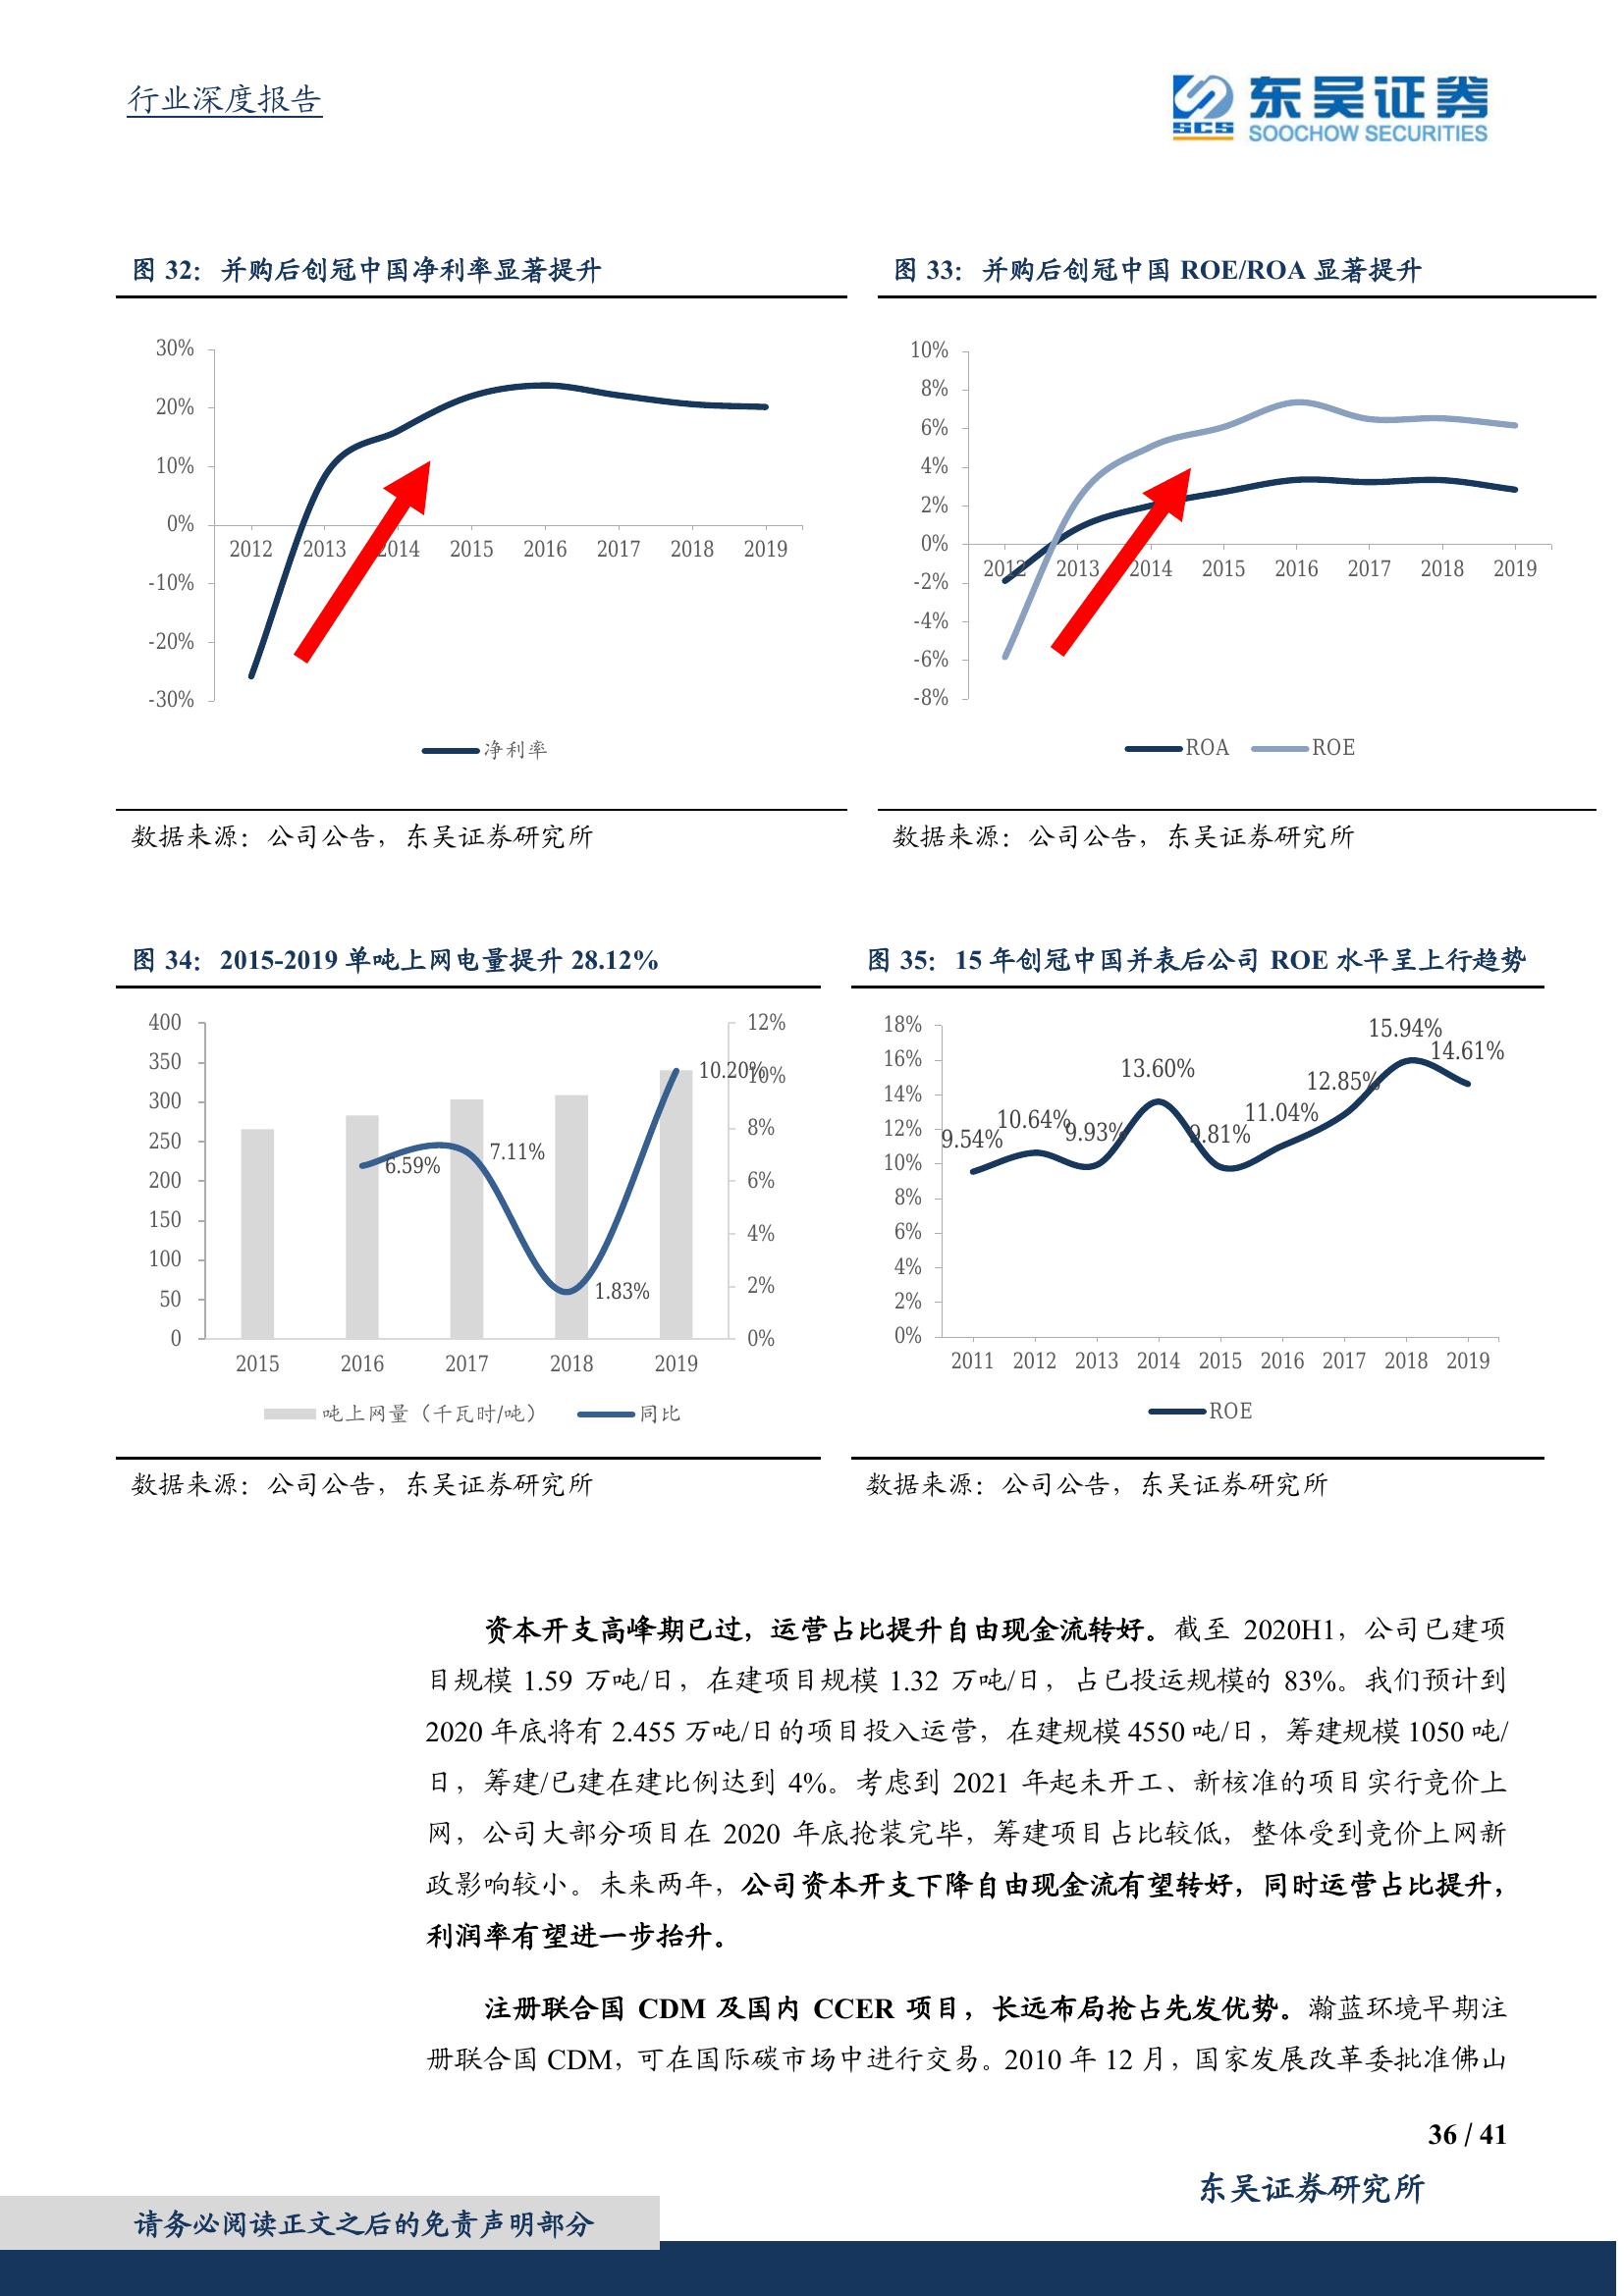 行业深度报告
SCS 东吴证券
SOOCHOW SECURITIES
图 32：并购后创冠中国净利率显著提升
30%
20%
10%
0%
-10%
-20%
-30%
2012 2013 2014 2015 2016 2017 2018 2019
净利率
数据来源：公司公告，东吴证券研究所
图 33：并购后创冠中国 ROE/ROA 显著提升
10%
8%
6%
4%
2%
0%
-2%
-4%
-6%
-8%
2012 2013 2014 2015 2016 2017 2018 2019
ROA ROE
数据来源：公司公告，东吴证券研究所
图 34：2015-2019 单吨上网电量提升 28.12%
400
350
300
250
200
150
100
50
0
12%
10%
8%
6%
4%
2%
0%
6.59%
7.11%
1.83%
10.20%
2015 2016 2017 2018 2019
吨上网量（千瓦时/吨） 同比
数据来源：公司公告，东吴证券研究所
图 35：15 年创冠中国并表后公司 ROE 水平呈上行趋势
18%
16%
14%
12%
10%
8%
6%
4%
2%
0%
9.54%
10.64%
9.93%
13.60%
9.81%
11.04%
12.85%
15.94%
14.61%
2011 2012 2013 2014 2015 2016 2017 2018 2019
ROE
数据来源：公司公告，东吴证券研究所
资本开支高峰期已过，运营占比提升自由现金流转好。截至 2020H1，公司已建项
目规模 1.59 万吨/日，在建项目规模 1.32 万吨/日，占已投运规模的 83%。我们预计到
2020 年底将有 2.455 万吨/日的项目投入运营，在建规模 4550 吨/日，筹建规模 1050 吨/
日，筹建/已建在建比例达到 4%。考虑到 2021 年起未开工、新核准的项目实行竞价上
网，公司大部分项目在 2020 年底抢装完毕，筹建项目占比较低，整体受到竞价上网新
政影响较小。未来两年，公司资本开支下降自由现金流有望转好，同时运营占比提升，
利润率有望进一步抬升。
注册联合国 CDM 及国内 CCER 项目，长远布局抢占先发优势。瀚蓝环境早期注
册联合国 CDM，可在国际碳市场中进行交易。2010 年 12 月，国家发展改革委批准佛山
36 / 41
东吴证券研究所
请务必阅读正文之后的免责声明部分